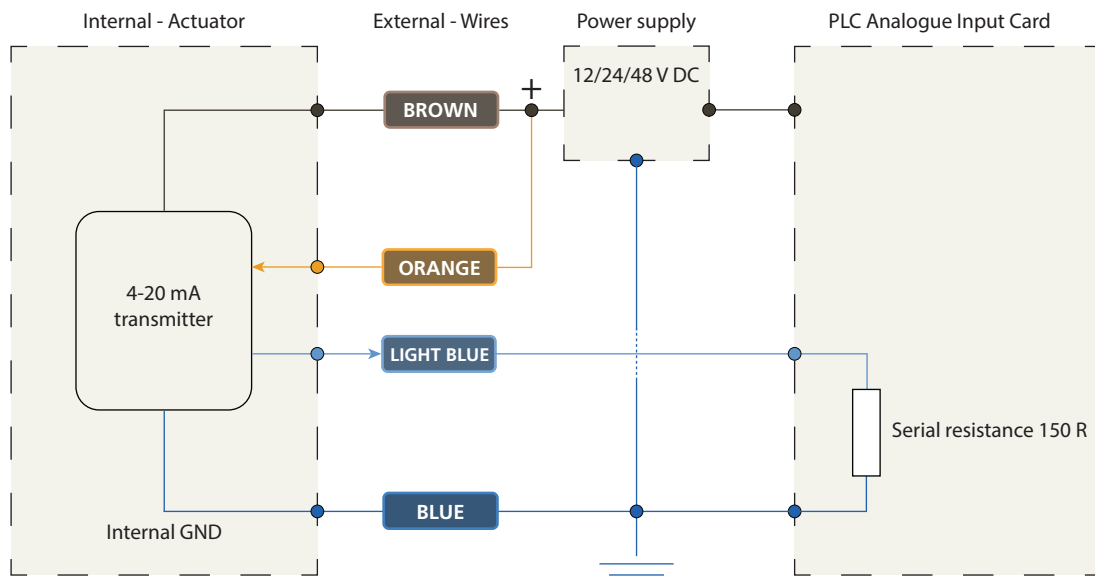 Internal - Actuator
External - Wires
Power supply
PLC Analogue Input Card
12/24/48 V DC
+
BROWN
ORANGE
4-20 mA
transmitter
LIGHT BLUE
Serial resistance 150 R
BLUE
Internal GND